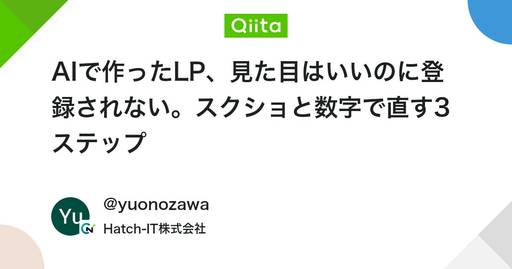 Qiita
AIで作ったLP、見た目はいいのに登
録されない。スクショと数字で直す3
ステップ
Yu
@yuonozawa
Hatch-IT株式会社